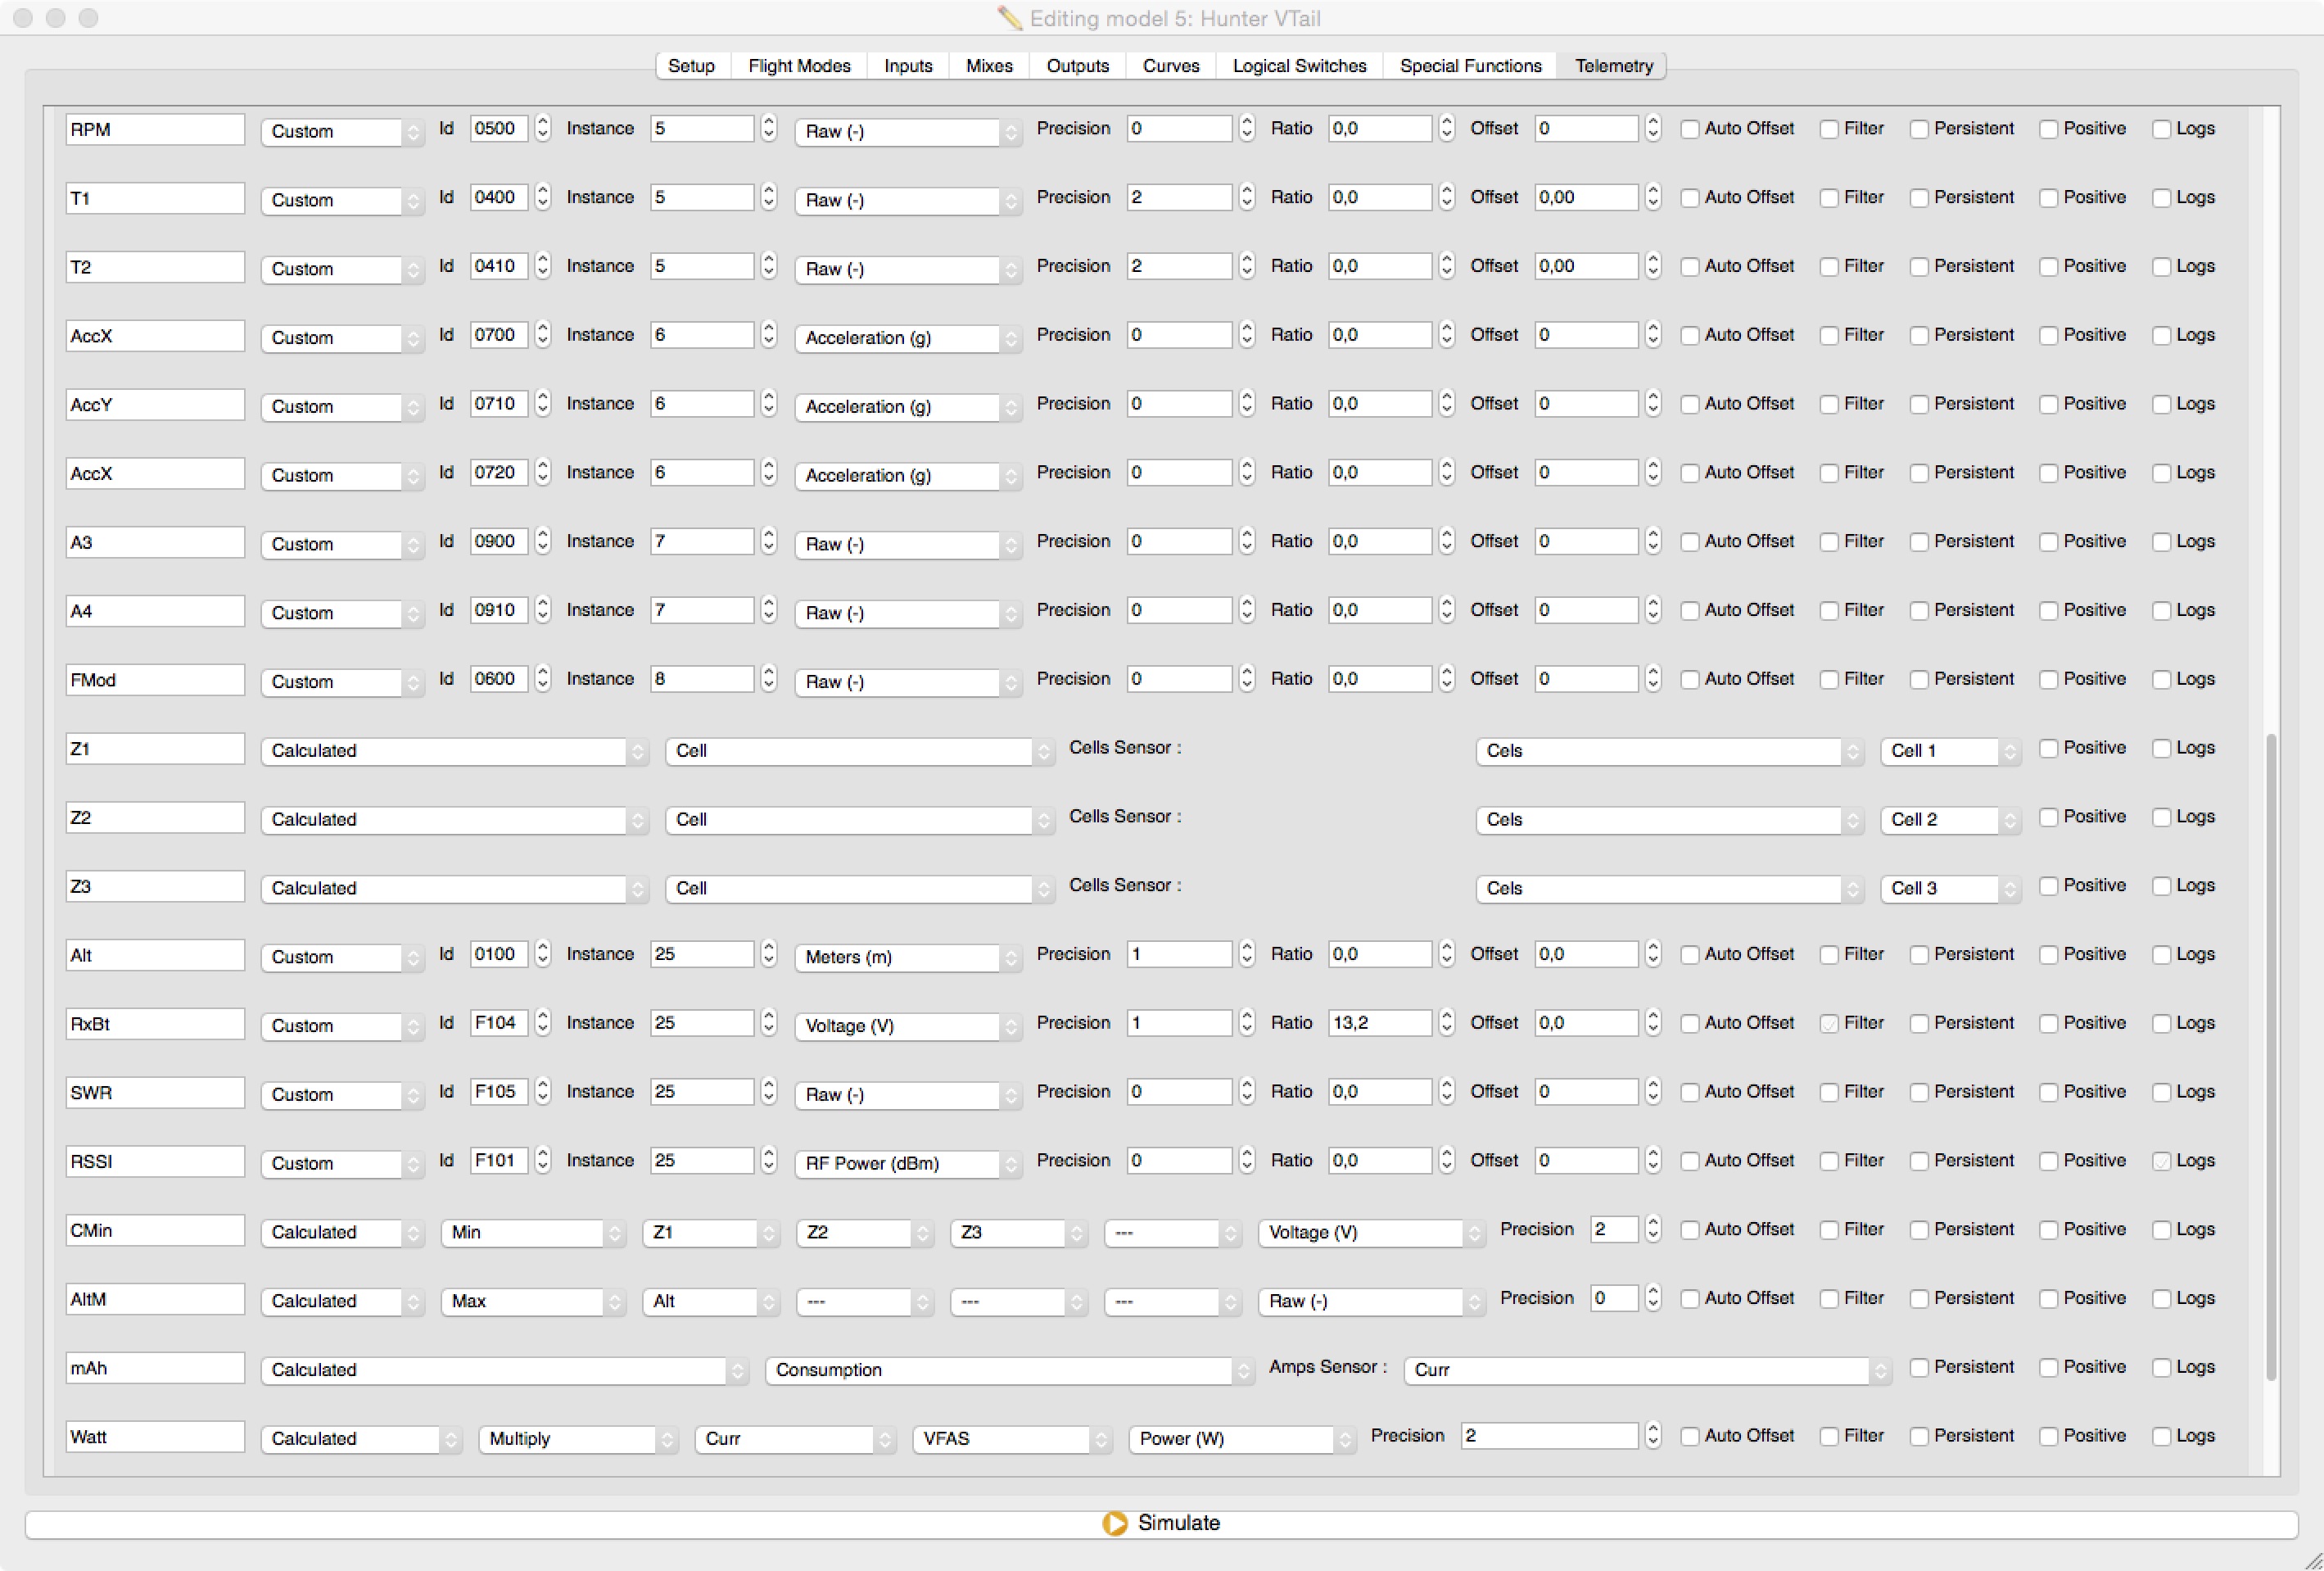 Editing model 5: Hunter VTail
Setup Flight Modes Inputs Mixes Outputs Curves Logical Switches Special Functions Telemetry
RPM Custom Id 0500 Instance 5 Raw (-) Precision 0 Ratio 0,0 Offset 0 Auto Offset Filter Persistent Positive Logs
T1 Custom Id 0400 Instance 5 Raw (-) Precision 2 Ratio 0,0 Offset 0,00 Auto Offset Filter Persistent Positive Logs
T2 Custom Id 0410 Instance 5 Raw (-) Precision 2 Ratio 0,0 Offset 0,00 Auto Offset Filter Persistent Positive Logs
AccX Custom Id 0700 Instance 6 Acceleration (g) Precision 0 Ratio 0,0 Offset 0 Auto Offset Filter Persistent Positive Logs
AccY Custom Id 0710 Instance 6 Acceleration (g) Precision 0 Ratio 0,0 Offset 0 Auto Offset Filter Persistent Positive Logs
AccX Custom Id 0720 Instance 6 Acceleration (g) Precision 0 Ratio 0,0 Offset 0 Auto Offset Filter Persistent Positive Logs
A3 Custom Id 0900 Instance 7 Raw (-) Precision 0 Ratio 0,0 Offset 0 Auto Offset Filter Persistent Positive Logs
A4 Custom Id 0910 Instance 7 Raw (-) Precision 0 Ratio 0,0 Offset 0 Auto Offset Filter Persistent Positive Logs
FMod Custom Id 0600 Instance 8 Raw (-) Precision 0 Ratio 0,0 Offset 0 Auto Offset Filter Persistent Positive Logs
Z1 Calculated Cell Cells Sensor : Cels Cell 1 Positive Logs
Z2 Calculated Cell Cells Sensor : Cels Cell 2 Positive Logs
Z3 Calculated Cell Cells Sensor : Cels Cell 3 Positive Logs
Alt Custom Id 0100 Instance 25 Meters (m) Precision 1 Ratio 0,0 Offset 0,0 Auto Offset Filter Persistent Positive Logs
RxBt Custom Id F104 Instance 25 Voltage (V) Precision 1 Ratio 13,2 Offset 0,0 Auto Offset Filter Persistent Positive Logs
SWR Custom Id F105 Instance 25 Raw (-) Precision 0 Ratio 0,0 Offset 0 Auto Offset Filter Persistent Positive Logs
RSSI Custom Id F101 Instance 25 RF Power (dBm) Precision 0 Ratio 0,0 Offset 0 Auto Offset Filter Persistent Positive Logs
CMin Calculated Min Z1 Z2 Z3 --- Voltage (V) Precision 2 Auto Offset Filter Persistent Positive Logs
AltM Calculated Max Alt --- --- --- Raw (-) Precision 0 Auto Offset Filter Persistent Positive Logs
mAh Calculated Consumption Amps Sensor : Curr Persistent Positive Logs
Watt Calculated Multiply Curr VFAS Power (W) Precision 2 Auto Offset Filter Persistent Positive Logs
Simulate